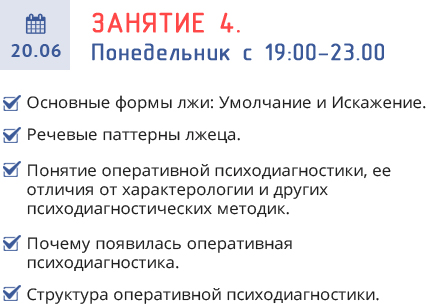 ЗАНЯТИЕ 4.
20.06
Понедельник с 19:00–23.00
Основные формы лжи: Умолчание и Искажение.
Речевые паттерны лжеца.
Понятие оперативной психодиагностики, ее
отличия от характерологии и других
психодиагностических методик.
Почему появилась оперативная
психодиагностика.
Структура оперативной психодиагностики.